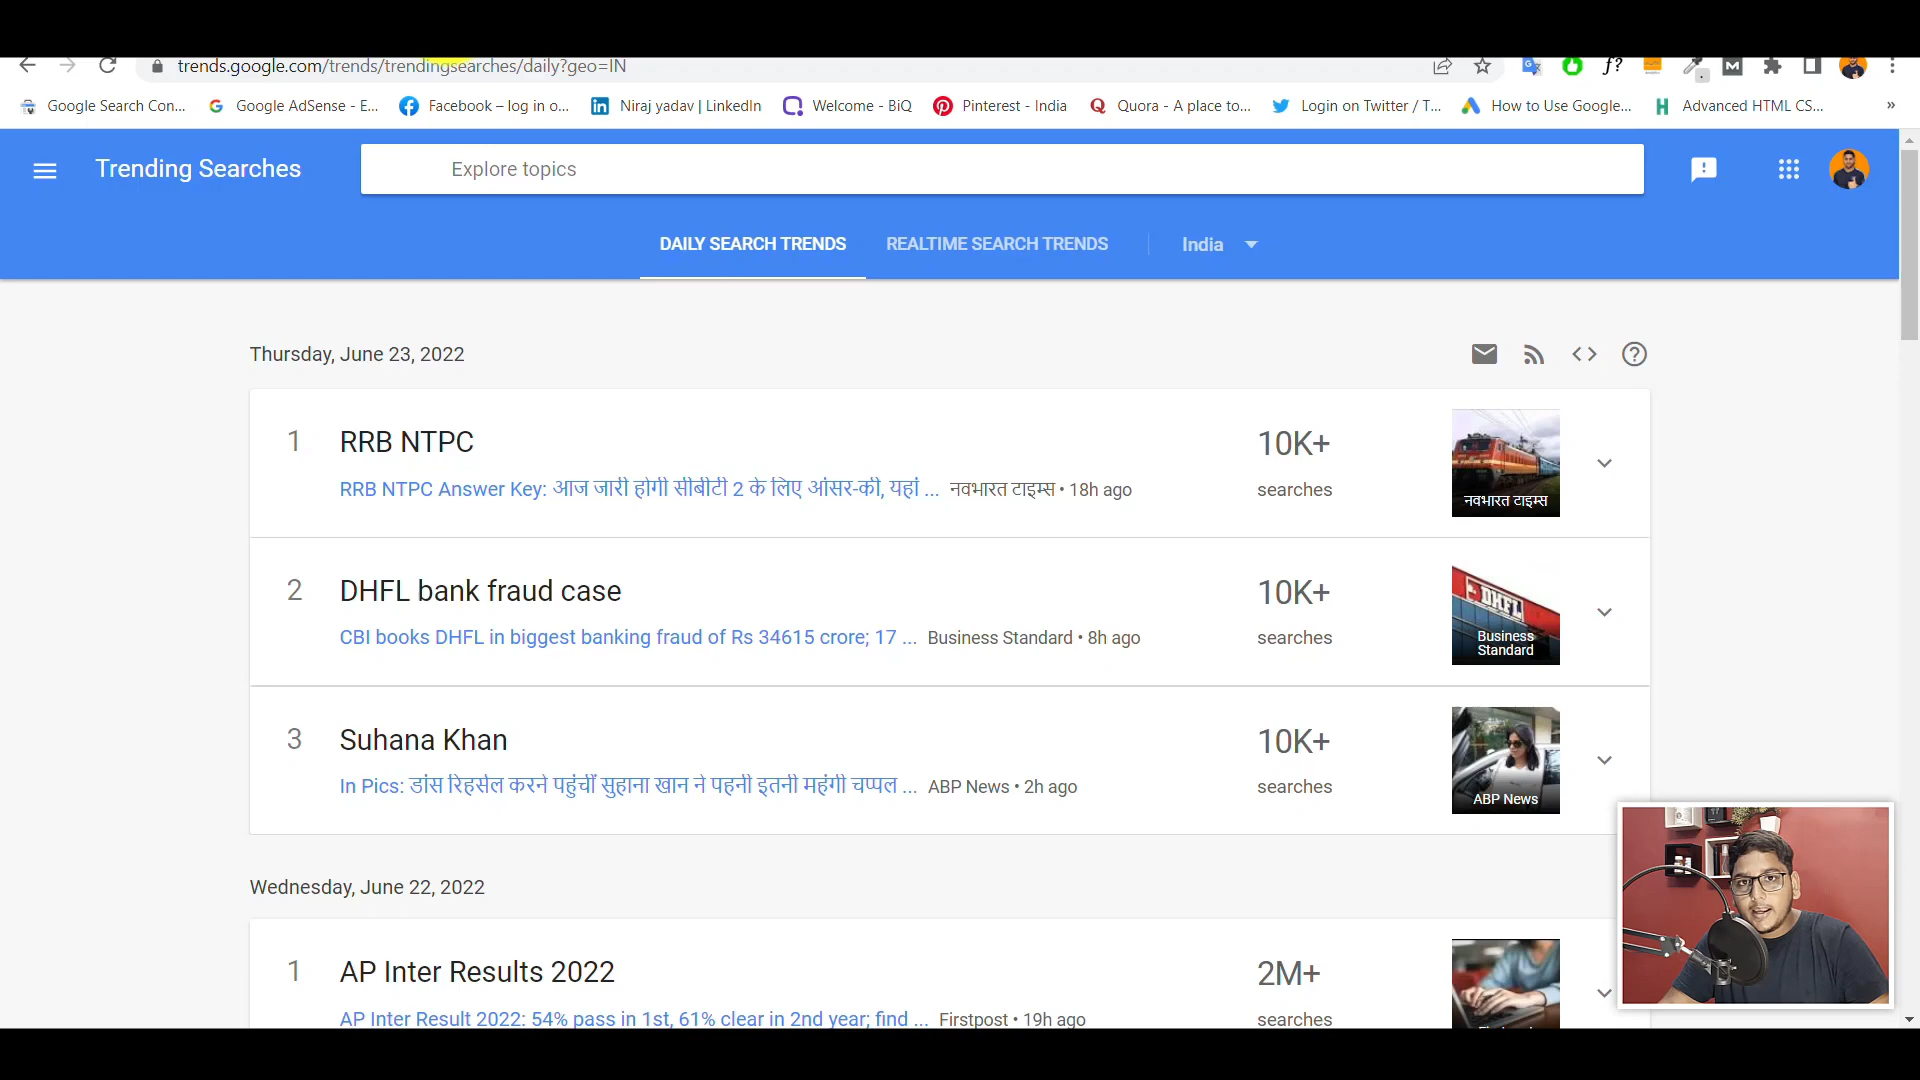 trends.google.com/trends/trendingsearches/daily?geo=IN
f?
Google Search Con...
Google AdSense - E...
Facebook – log in o...
Niraj yadav | LinkedIn
Welcome - BiQ
Pinterest - India
Quora - A place to...
Login on Twitter / T...
How to Use Google...
Advanced HTML CS...
»
Trending Searches
Explore topics
DAILY SEARCH TRENDS
REALTIME SEARCH TRENDS
India
Thursday, June 23, 2022
1
RRB NTPC
10K+
RRB NTPC Answer Key: आज जारी होगी सीबीटी 2 के लिए आंसर-की, यहां ... नवभारत टाइम्स • 18h ago
searches
नवभारत टाइम्स
2
DHFL bank fraud case
10K+
DHFL
CBI books DHFL in biggest banking fraud of Rs 34615 crore; 17 ... Business Standard • 8h ago
searches
Business
Standard
3
Suhana Khan
10K+
In Pics: डांस रिहर्सल करने पहुंचीं सुहाना खान ने पहनी इतनी महंगी चप्पल ... ABP News • 2h ago
searches
ABP News
Wednesday, June 22, 2022
1
AP Inter Results 2022
2M+
AP Inter Result 2022: 54% pass in 1st, 61% clear in 2nd year; find ... Firstpost • 19h ago
searches